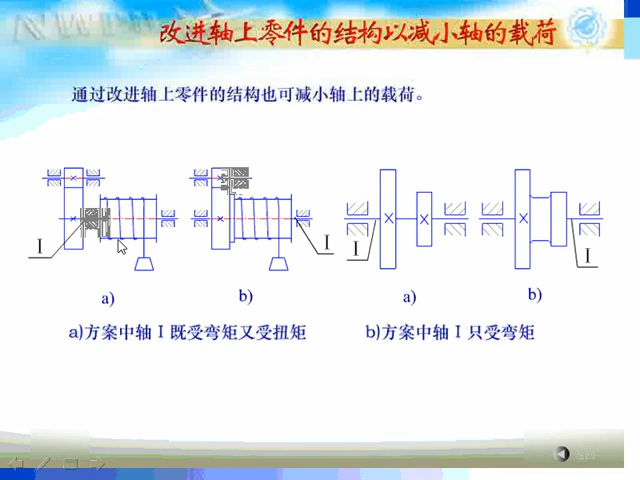 改进轴上零件的结构以减小轴的载荷
通过改进轴上零件的结构也可减小轴上的载荷。
I
I
I
I
a)
b)
a)
b)
a)方案中轴 I 既受弯矩又受扭矩
b)方案中轴 I 只受弯矩